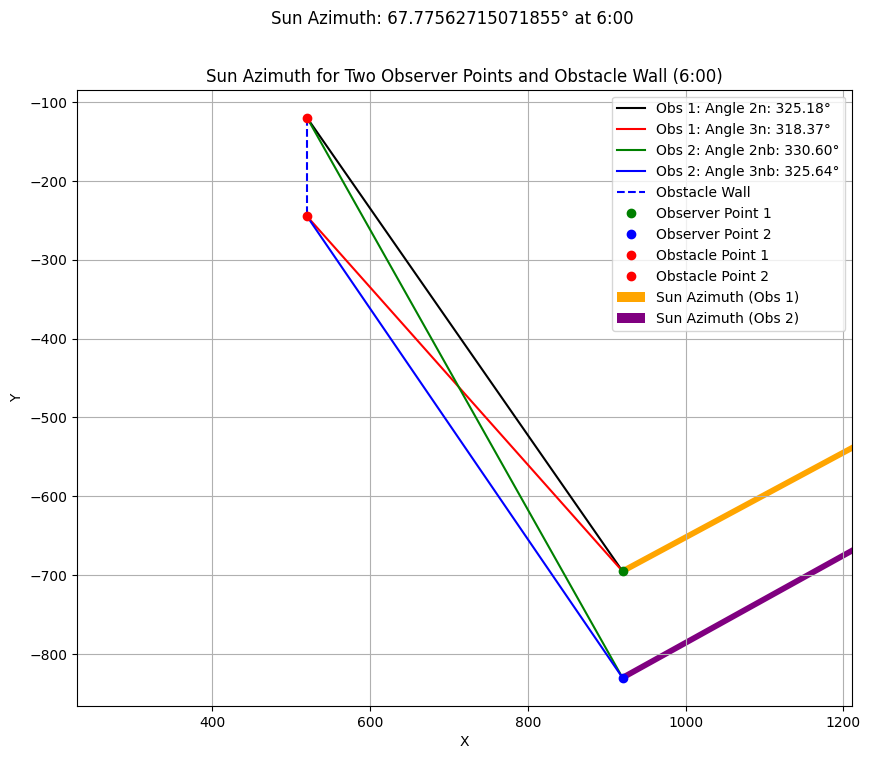 Sun Azimuth: 67.77562715071855° at 6:00
Sun Azimuth for Two Observer Points and Obstacle Wall (6:00)
Obs 1: Angle 2n: 325.18°
Obs 1: Angle 3n: 318.37°
Obs 2: Angle 2nb: 330.60°
Obs 2: Angle 3nb: 325.64°
Obstacle Wall
Observer Point 1
Observer Point 2
Obstacle Point 1
Obstacle Point 2
Sun Azimuth (Obs 1)
Sun Azimuth (Obs 2)
Y
−100
−200
−300
−400
−500
−600
−700
−800
400
600
800
1000
1200
X